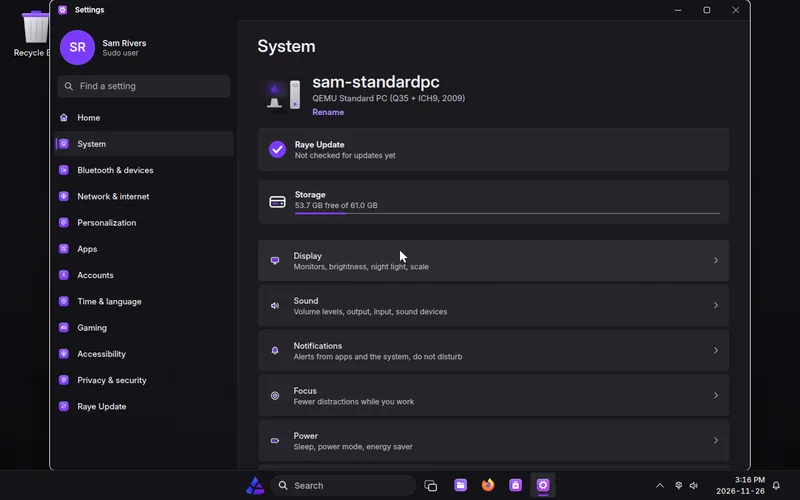 Recycle B
Settings
SR
Sam Rivers
Sudo user
Find a setting
Home
System
Bluetooth & devices
Network & internet
Personalization
Apps
Accounts
Time & language
Gaming
Accessibility
Privacy & security
Raye Update
System
sam-standardpc
QEMU Standard PC (Q35 + ICH9, 2009)
Rename
Raye Update
Not checked for updates yet
Storage
53.7 GB free of 61.0 GB
Display
Monitors, brightness, night light, scale
Sound
Volume levels, output, input, sound devices
Notifications
Alerts from apps and the system, do not disturb
Focus
Fewer distractions while you work
Power
Sleep, power mode, energy saver
Search
3:16 PM
2026-11-26